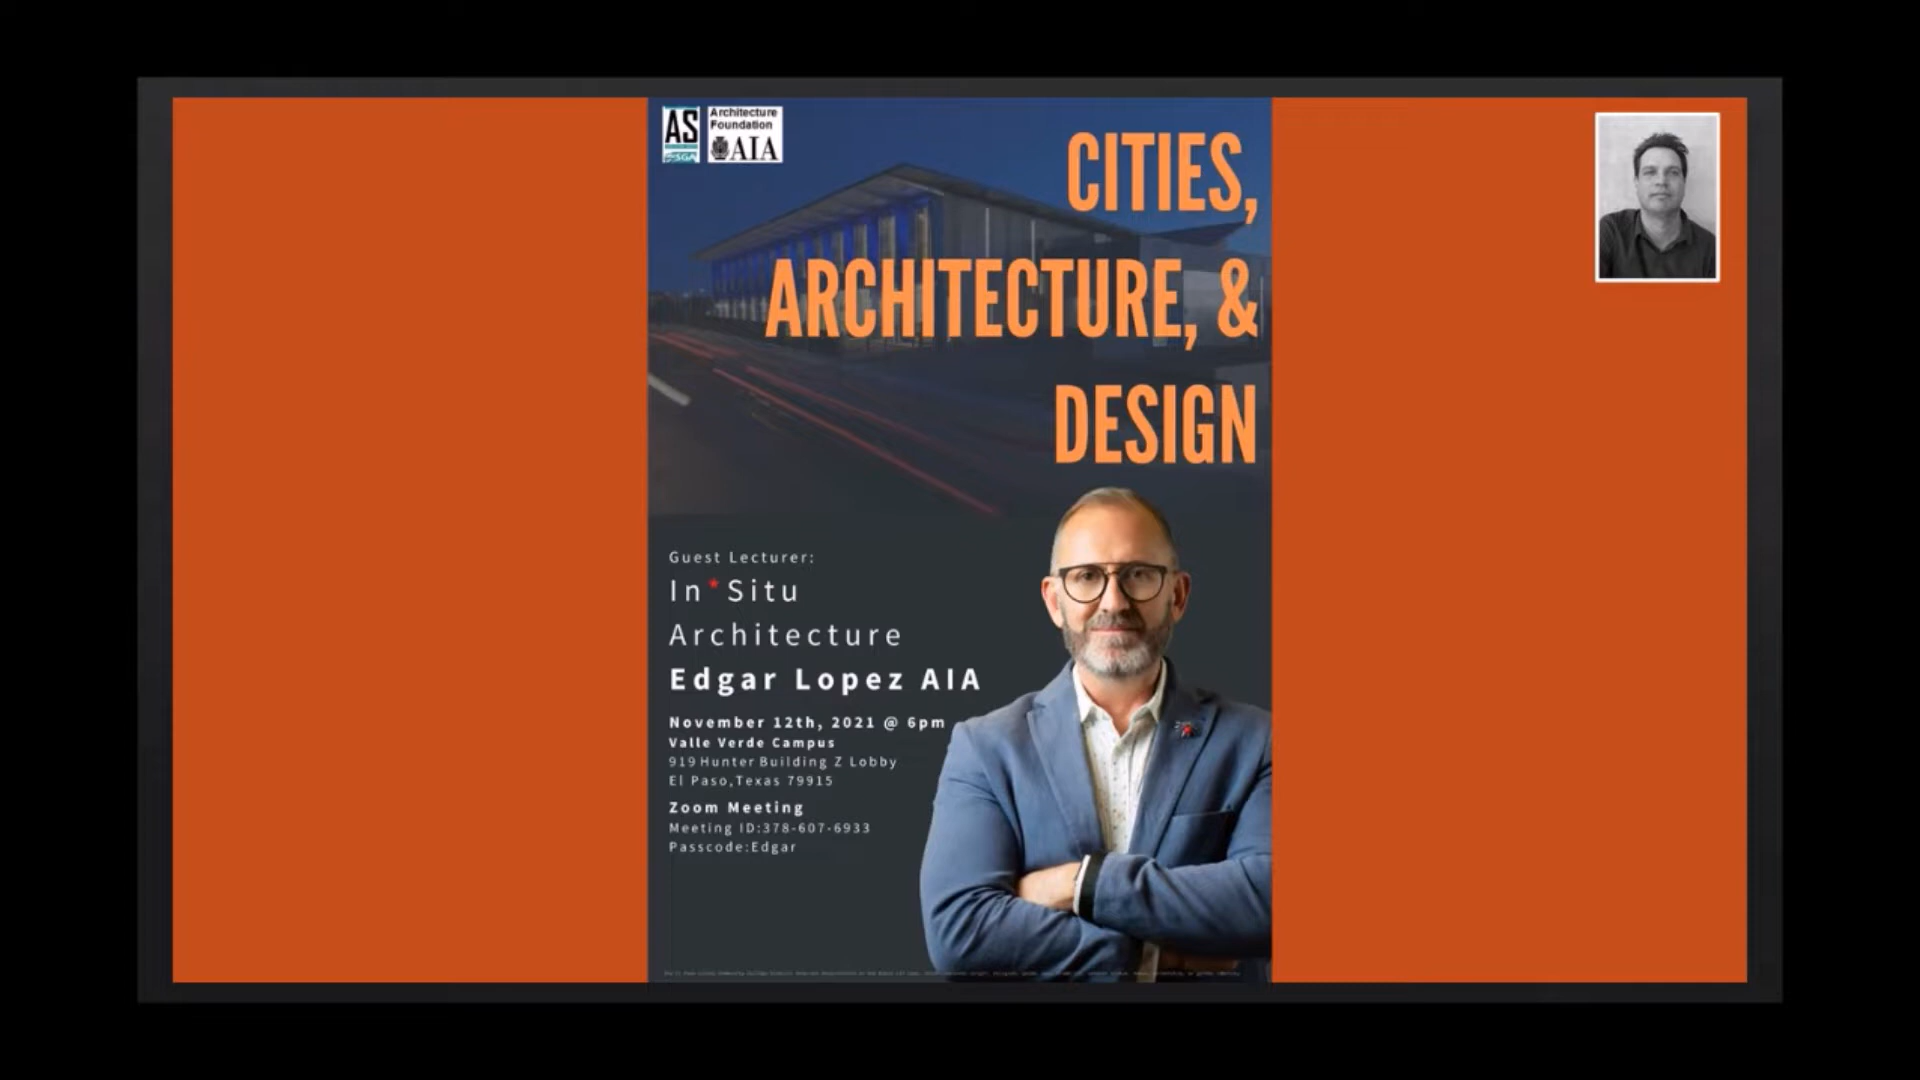 AS
SGA
Architecture
Foundation
AIA
CITIES,
ARCHITECTURE, &
DESIGN
Guest Lecturer:
In*Situ
Architecture
Edgar Lopez AIA
November 12th, 2021 @ 6pm
Valle Verde Campus
919 Hunter Building Z Lobby
El Paso,Texas 79915
Zoom Meeting
Meeting ID:378-607-6933
Passcode:Edgar